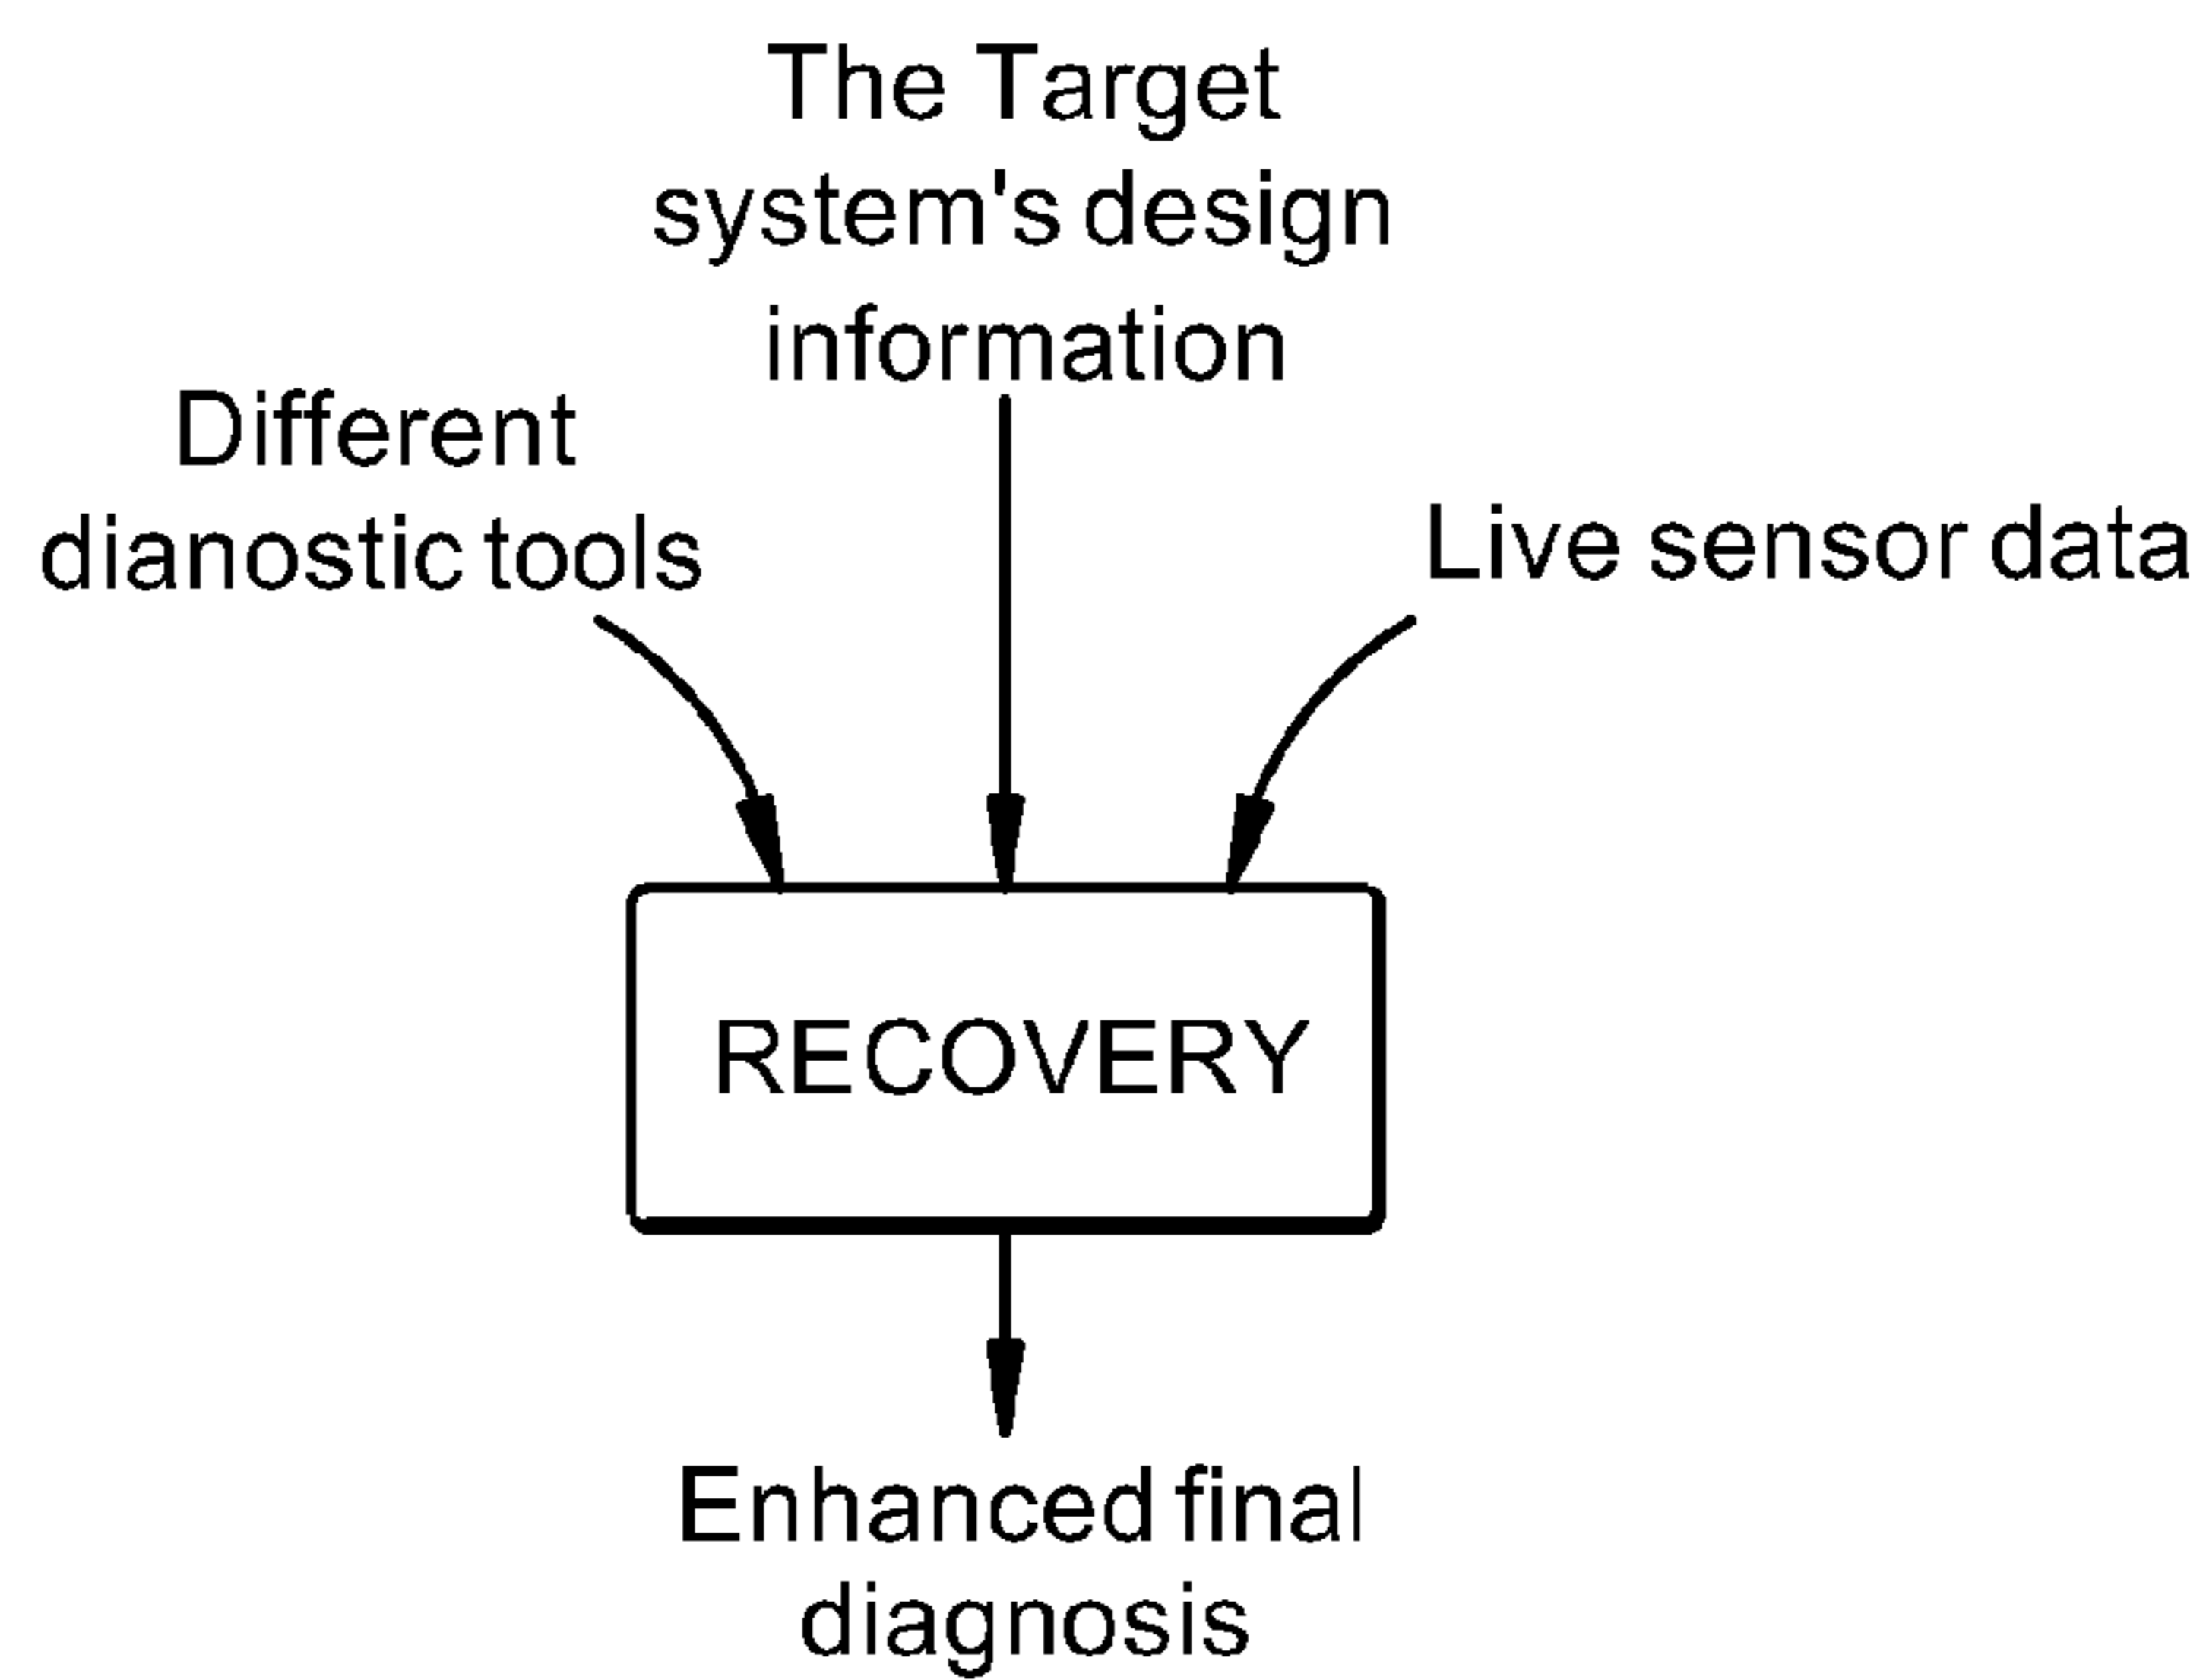 The Target
system's design
information
Different
dianostic tools
Live sensor data
RECOVERY
Enhanced final
diagnosis